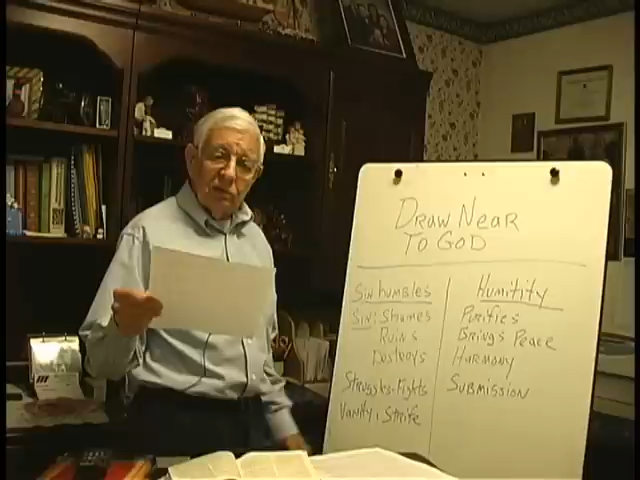 Draw Near
To GOD
Sin humbles
Sin: Shames
Ruins
Destroys
Struggles-Fights
Vanity, Strife
Humitity
Purifies
Brings Peace
Harmony
Submission